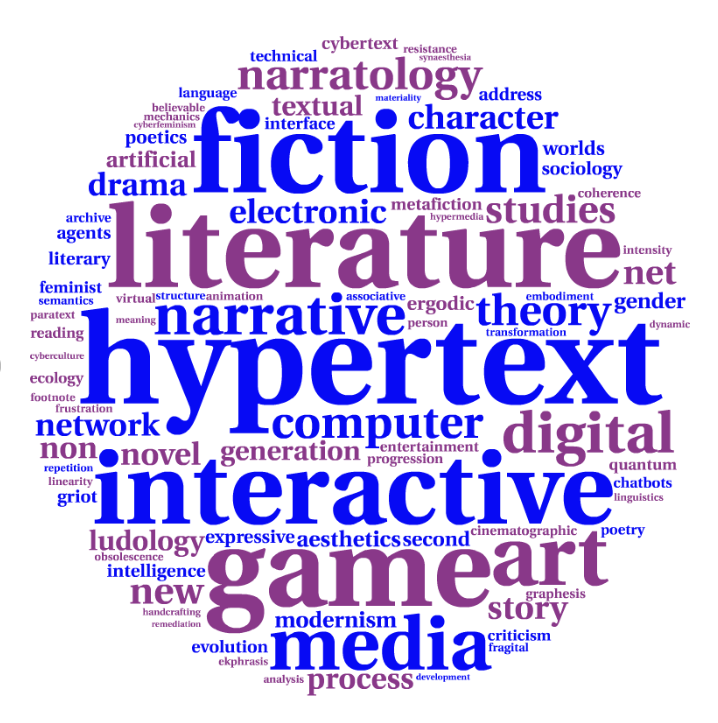 cybertext
resistance
technical
synaesthesia
narratology
language
materiality
address
believable
textual
mechanics
character
cyberfeminism
interface
fiction
poetics
worlds
artificial
sociology
drama
coherence
metafiction
studies
electronic
hypermedia
archive
literature
agents
intensity
literary
net
feminist
virtual
structure
animation
associative
embodiment
semantics
ergodic
theory
gender
paratext
narrative
meaning
person
dynamic
reading
transformation
cyberculture
hypertext
ecology
footnote
frustration
network
computer
digital
non
novel
generation
entertainment
progression
quantum
repetition
linearity
interactive
chatbots
griot
linguistics
ludology
expressive
aesthetics
second
cinematographic
poetry
obsolescence
intelligence
game
art
new
graphesis
handcrafting
story
remediation
modernism
criticism
evolution
media
fragital
ekphrasis
analysis
process
development